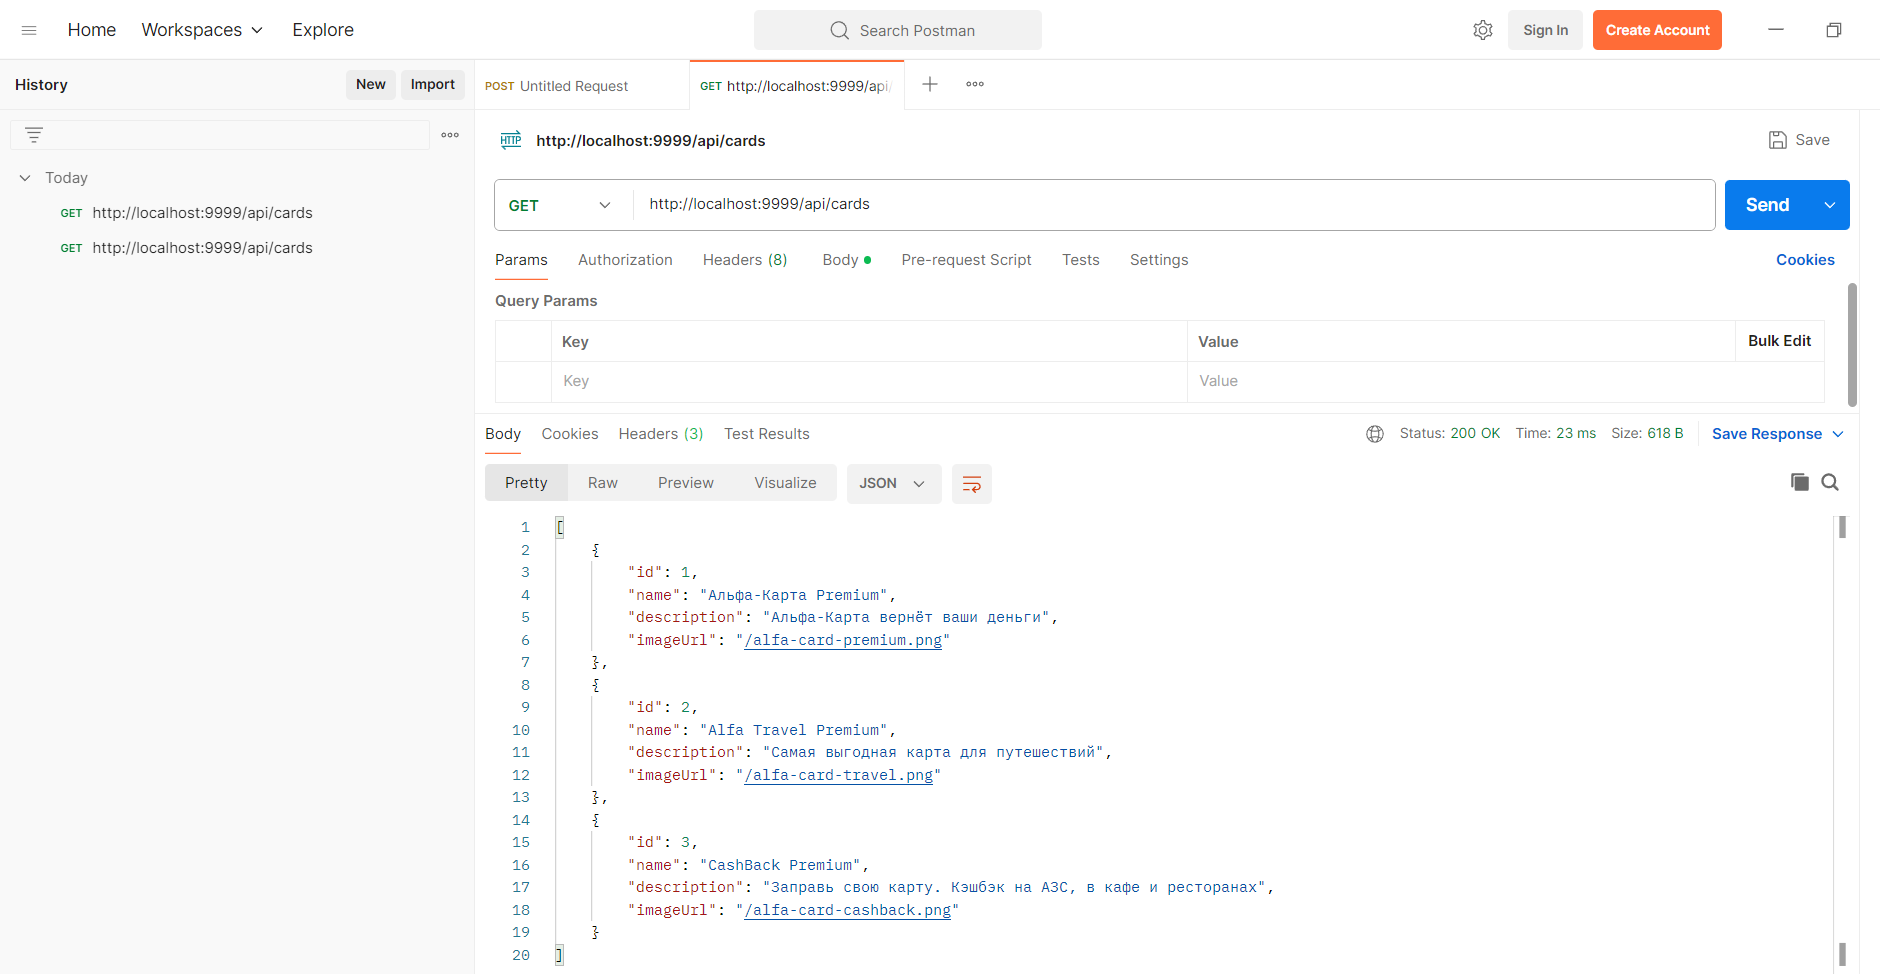 Home Workspaces Explore Search Postman Sign In Create Account
History New Import
POST Untitled Request GET http://localhost:9999/api/
Today
GET http://localhost:9999/api/cards
GET http://localhost:9999/api/cards
HTTP http://localhost:9999/api/cards Save
GET http://localhost:9999/api/cards Send
Params Authorization Headers (8) Body Pre-request Script Tests Settings Cookies
Query Params
Key Value Bulk Edit
Key Value
Body Cookies Headers (3) Test Results Status: 200 OK Time: 23 ms Size: 618 B Save Response
Pretty Raw Preview Visualize JSON
1 [
2 {
3 "id": 1,
4 "name": "Альфа-Карта Premium",
5 "description": "Альфа-Карта вернёт ваши деньги",
6 "imageUrl": "/alfa-card-premium.png"
7 },
8 {
9 "id": 2,
10 "name": "Alfa Travel Premium",
11 "description": "Самая выгодная карта для путешествий",
12 "imageUrl": "/alfa-card-travel.png"
13 },
14 {
15 "id": 3,
16 "name": "CashBack Premium",
17 "description": "Заправь свою карту. Кэшбэк на АЗС, в кафе и ресторанах",
18 "imageUrl": "/alfa-card-cashback.png"
19 }
20 ]